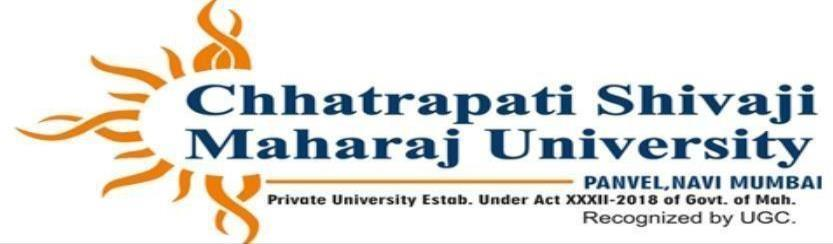 Chhatrapati Shivaji
Maharaj University
PANVEL,NAVI MUMBAI
Private University Estab. Under Act XXXII-2018 of Govt. of Mah.
Recognized by UGC.